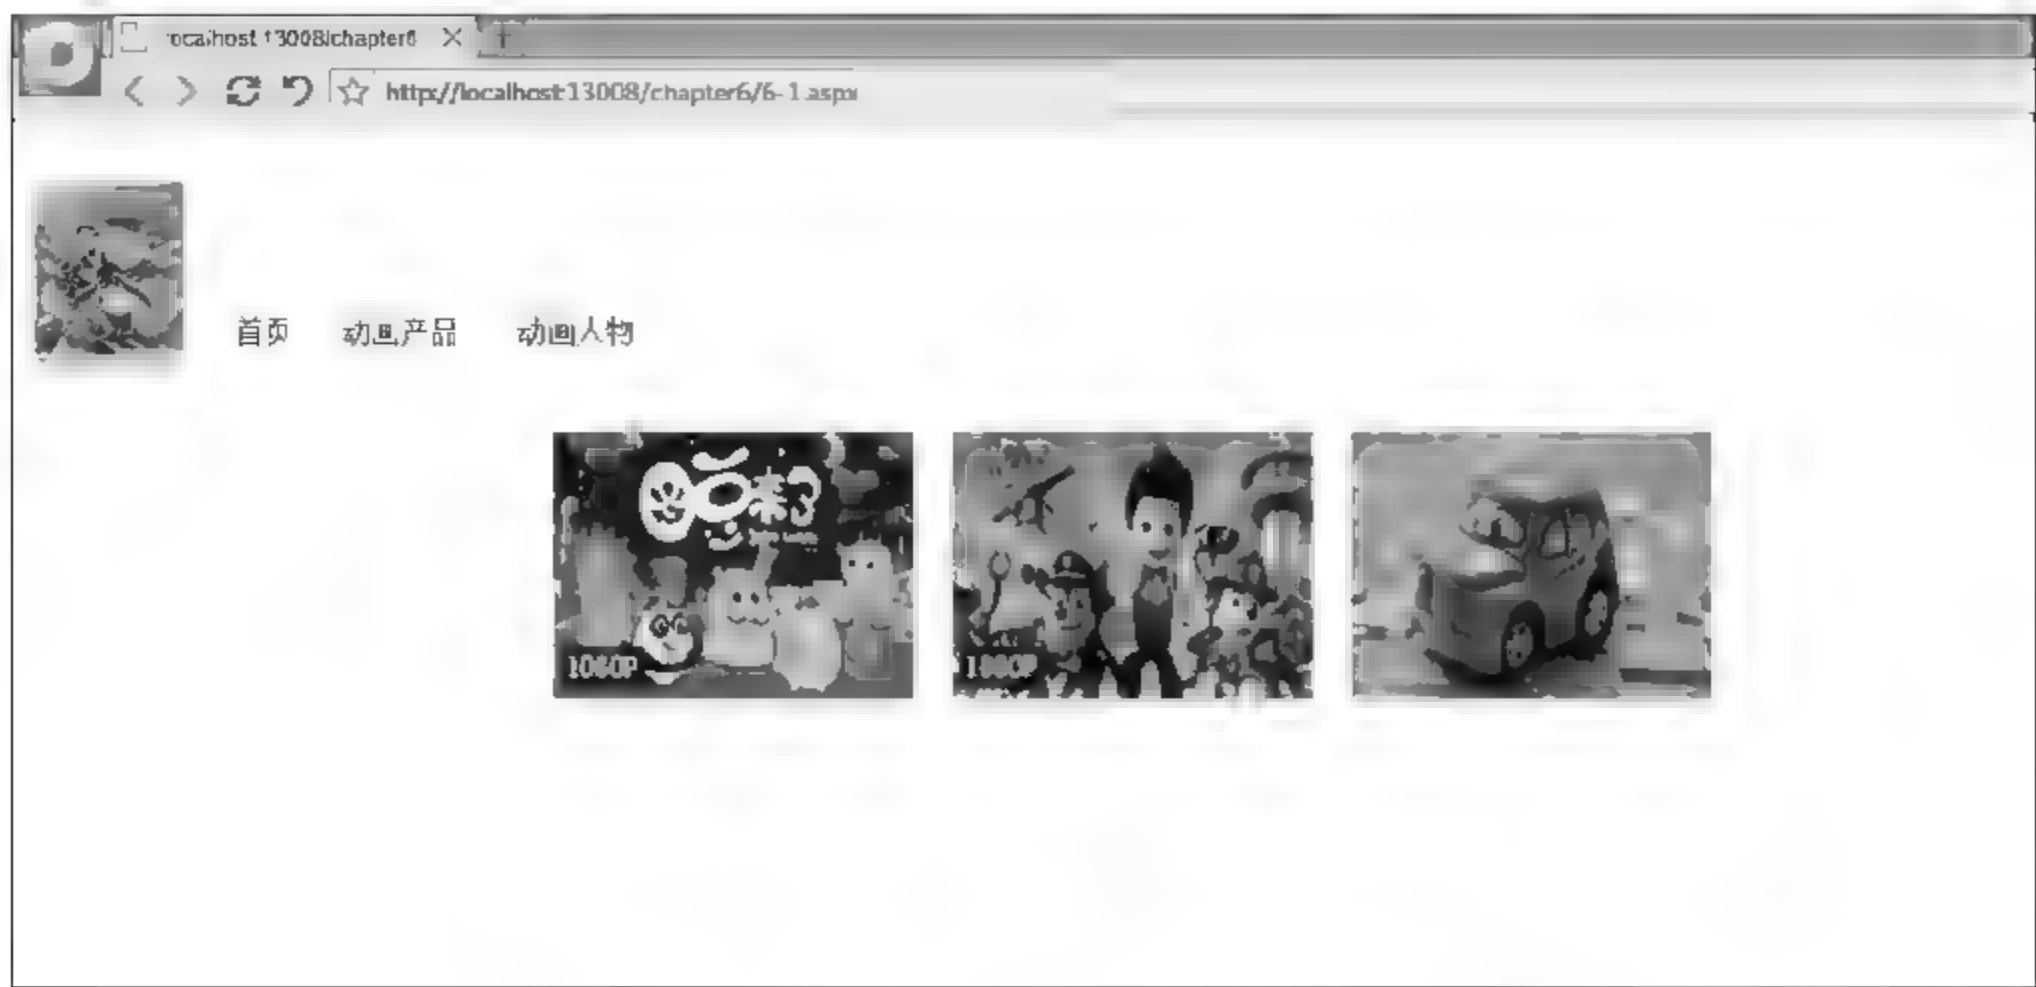 localhost:13008/chapter6
http://localhost:13008/chapter6/6-1.aspx
首页 动画产品 动画人物
1080P 1080P